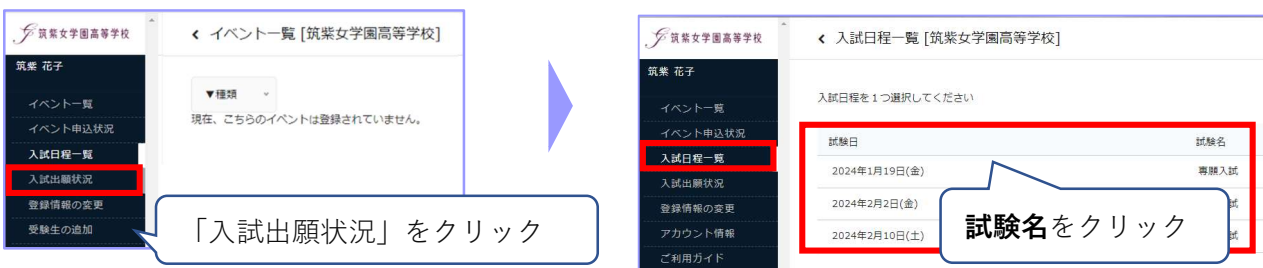 筑紫女学園高等学校
イベント一覧 [筑紫女学園高等学校]
筑紫 花子
イベント一覧
イベント申込状況
入試日程一覧
入試出願状況
登録情報の変更
受験生の追加
▼種類
現在、こちらのイベントは登録されていません。
「入試出願状況」をクリック
筑紫女学園高等学校
入試日程一覧 [筑紫女学園高等学校]
筑紫 花子
イベント一覧
イベント申込状況
入試日程一覧
入試出願状況
登録情報の変更
アカウント情報
ご利用ガイド
入試日程を１つ選択してください
試験日 試験名
2024年1月19日(金) 専願入試
2024年2月2日(金) 試
2024年2月10日(土) 試
試験名をクリック